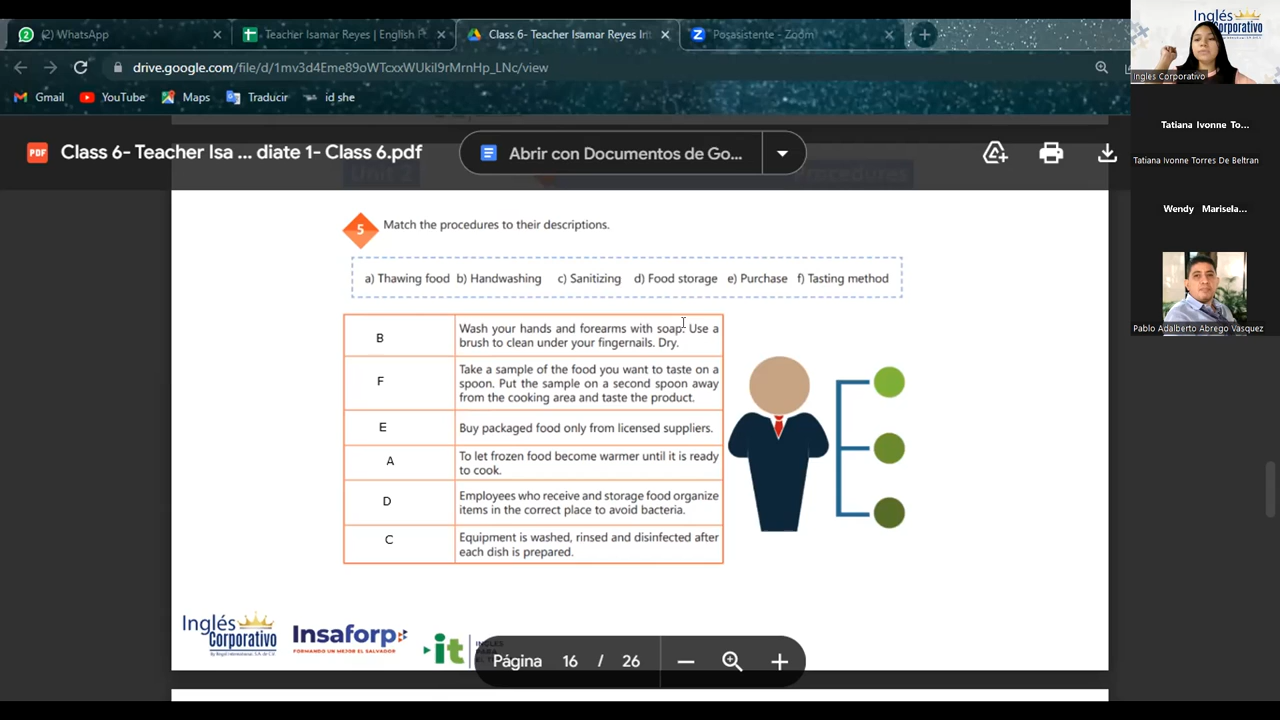 (2) WhatsApp
Teacher Isamar Reyes | English P
Class 6- Teacher Isamar Reyes Int
Posasistente - Zoom
drive.google.com/file/d/1mv3d4Eme89oWTcxxWUkiI9rMrnHp_LNc/view
Gmail
YouTube
Maps
Traducir
id she
PDF
Class 6- Teacher Isa ... diate 1- Class 6.pdf
Abrir con Documentos de Go...
Unit 2
Procedures
5
Match the procedures to their descriptions.
a) Thawing food b) Handwashing c) Sanitizing d) Food storage e) Purchase f) Tasting method
B
Wash your hands and forearms with soap. Use a
brush to clean under your fingernails. Dry.
F
Take a sample of the food you want to taste on a
spoon. Put the sample on a second spoon away
from the cooking area and taste the product.
E
Buy packaged food only from licensed suppliers.
A
To let frozen food become warmer until it is ready
to cook.
D
Employees who receive and storage food organize
items in the correct place to avoid bacteria.
C
Equipment is washed, rinsed and disinfected after
each dish is prepared.
Inglés
Corporativo
Insaforp
FORMANDO UN MEJOR EL SALVADOR
it
Página 16 / 26
Inglés
Corporativo
Ingles Corporativo
Tatiana Ivonne To...
Tatiana Ivonne Torres De Beltran
Wendy Marisela...
Pablo Adalberto Abrego Vasquez